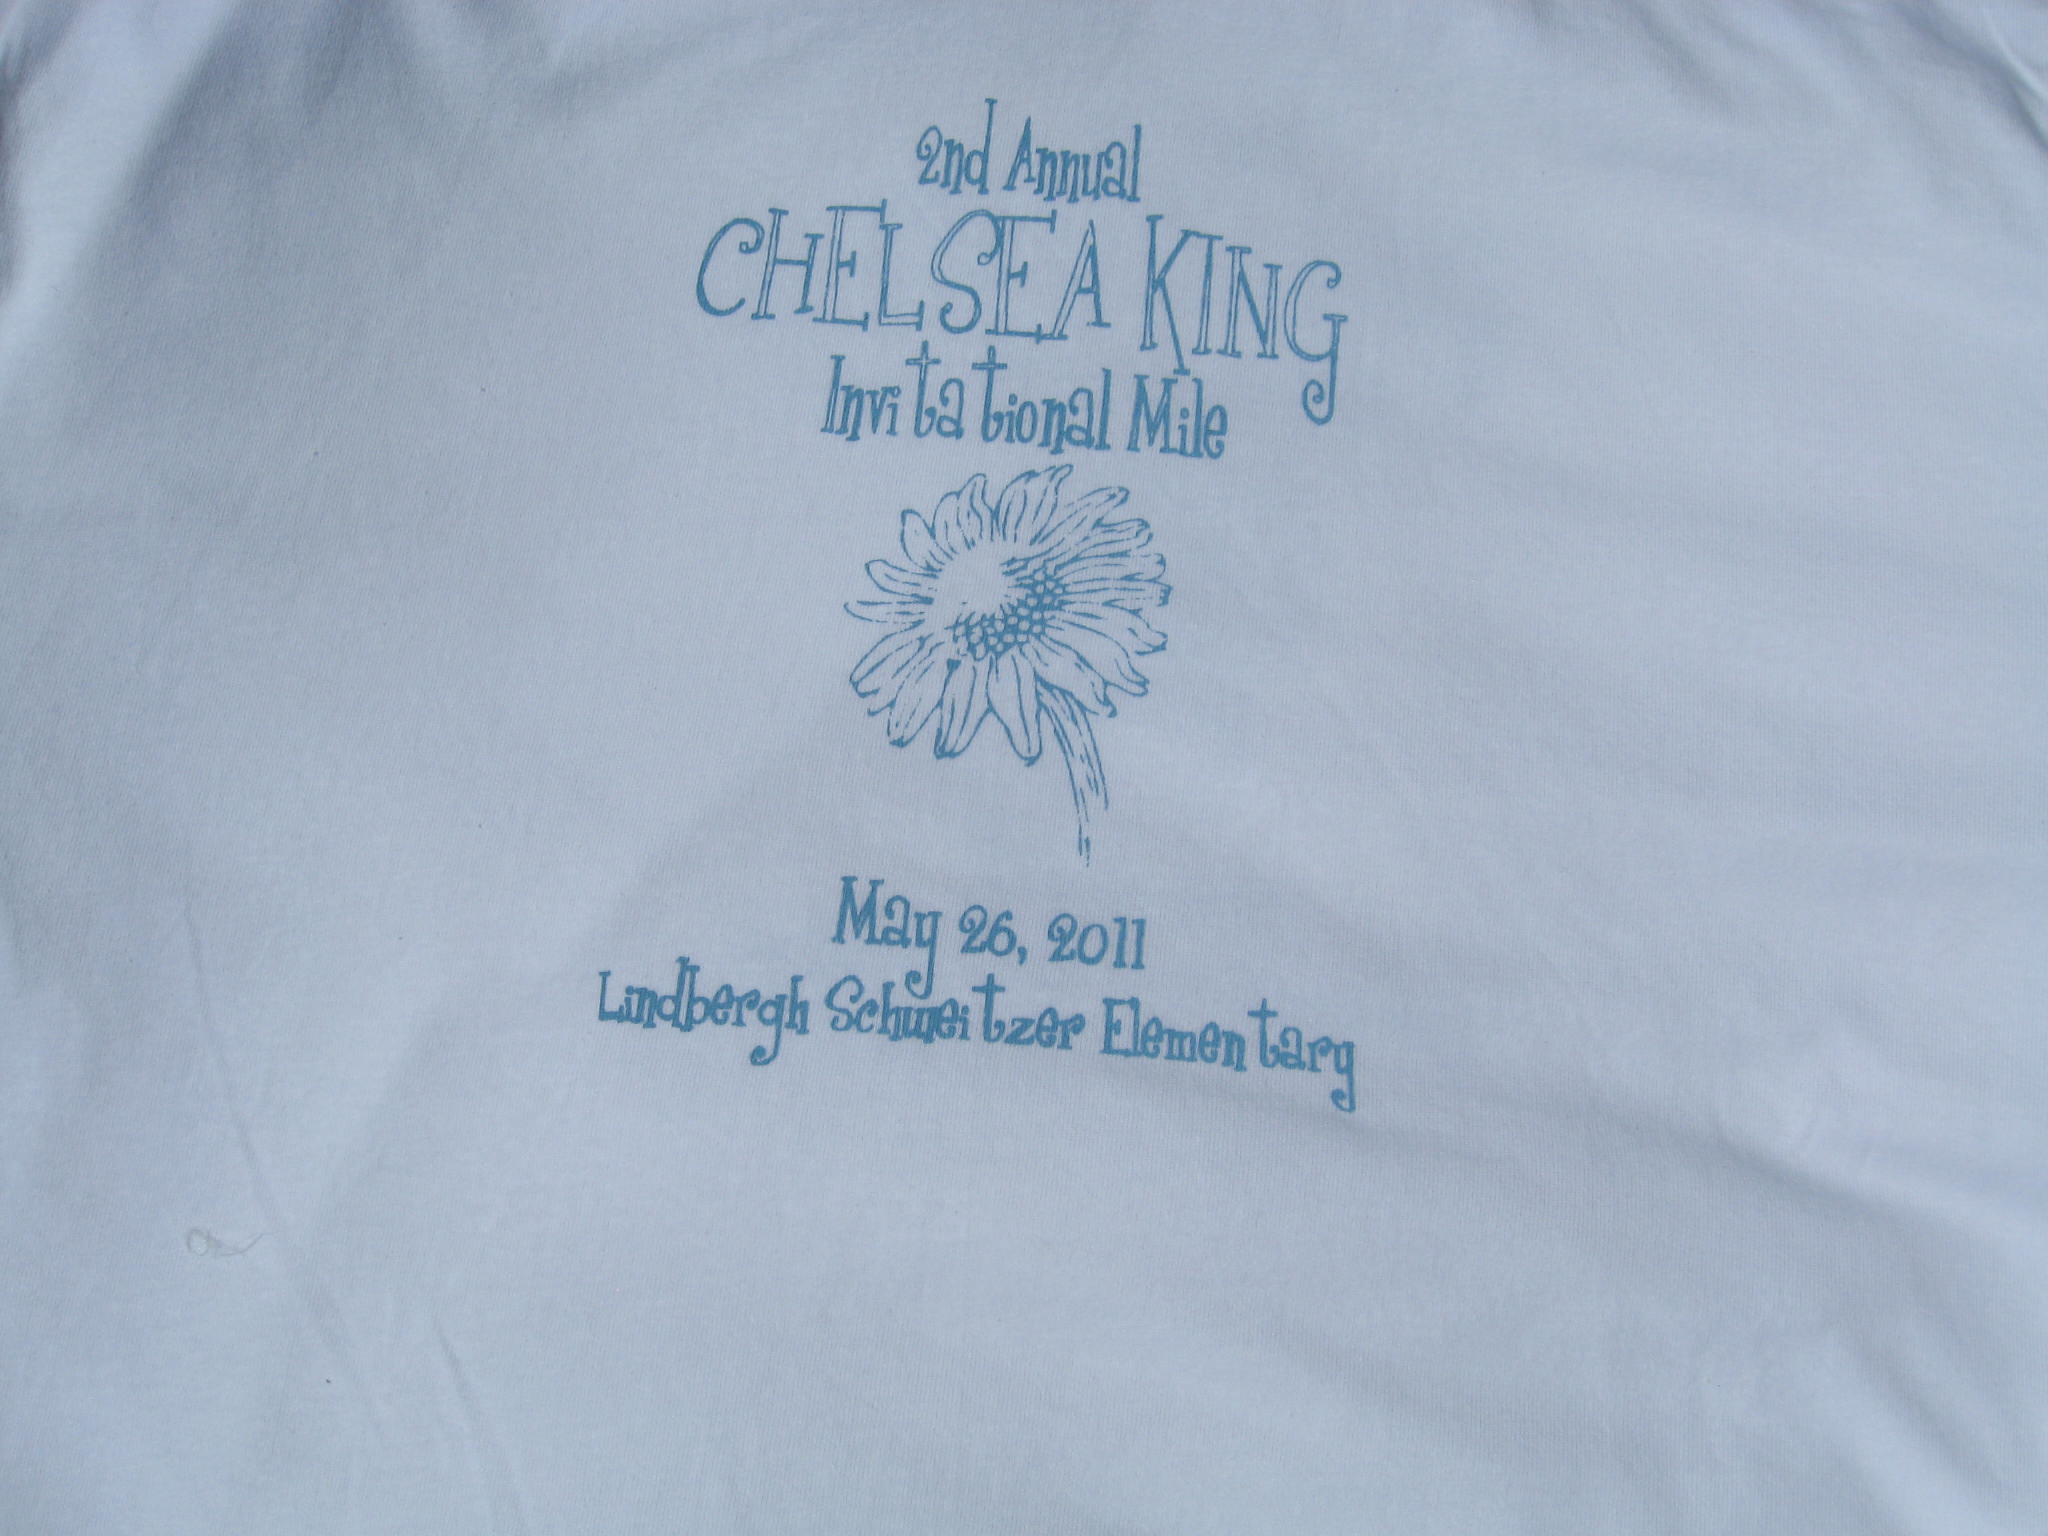 2nd Annual
CHELSEA KING
Invitational Mile
May 26, 2011
Lindbergh Schweitzer Elementary